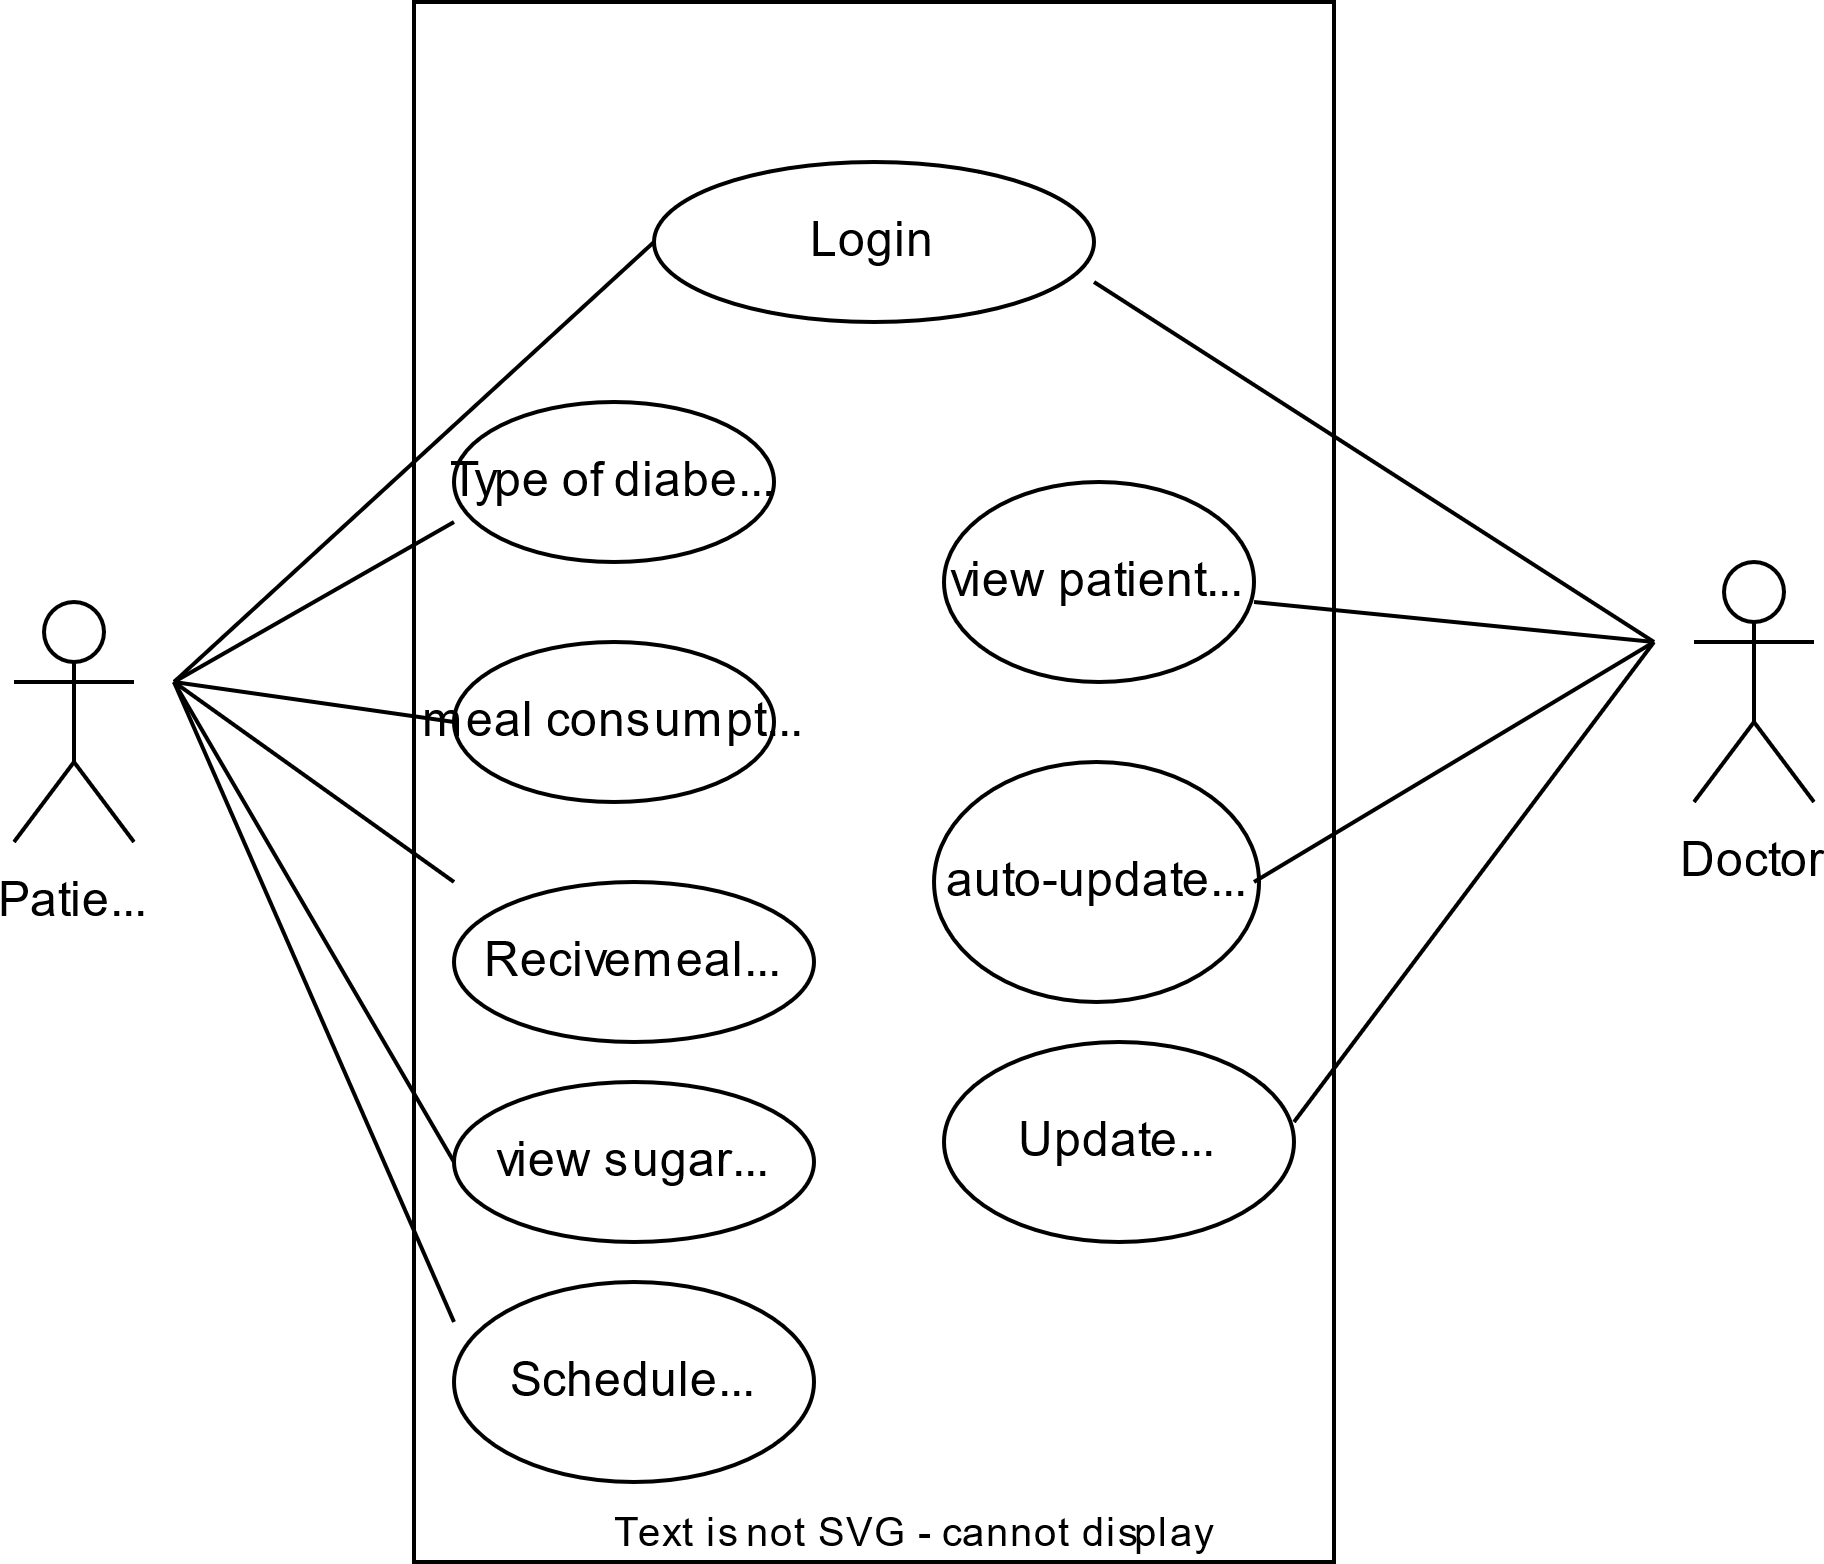 Login
Type of diabe...
view patient...
meal consumpt...
auto-update...
Doctor
Patie...
Recivemeal...
view sugar...
Update...
Schedule...
Text is not SVG - cannot display